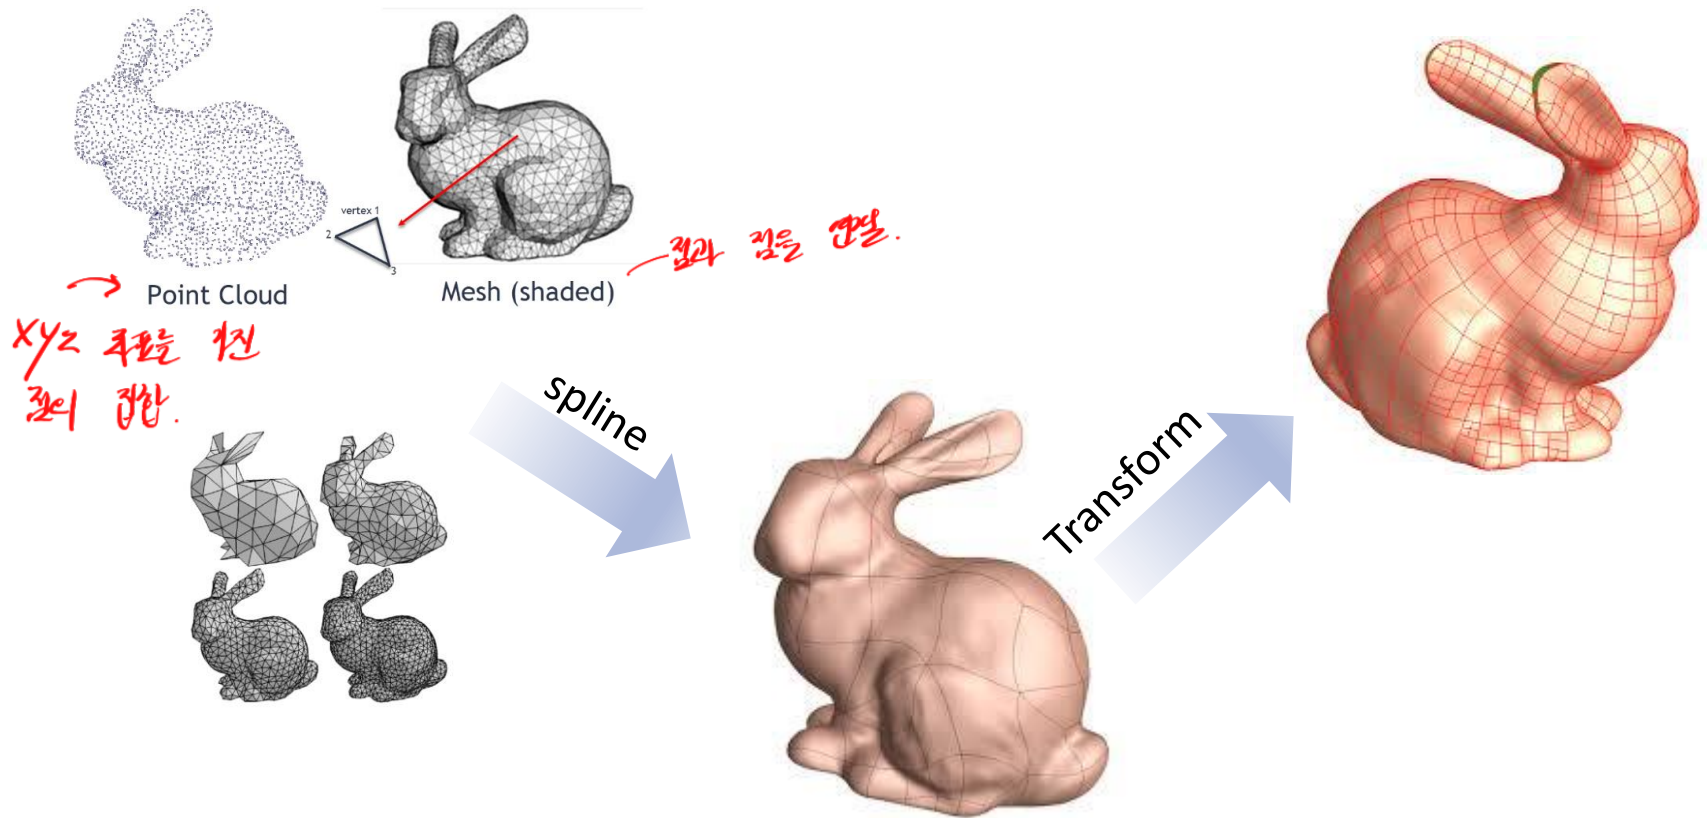 vertex 1
2
3
Point Cloud
Mesh (shaded)
점과 점을 연결.
xyz 좌표를 가진
점의 집합.
spline
Transform